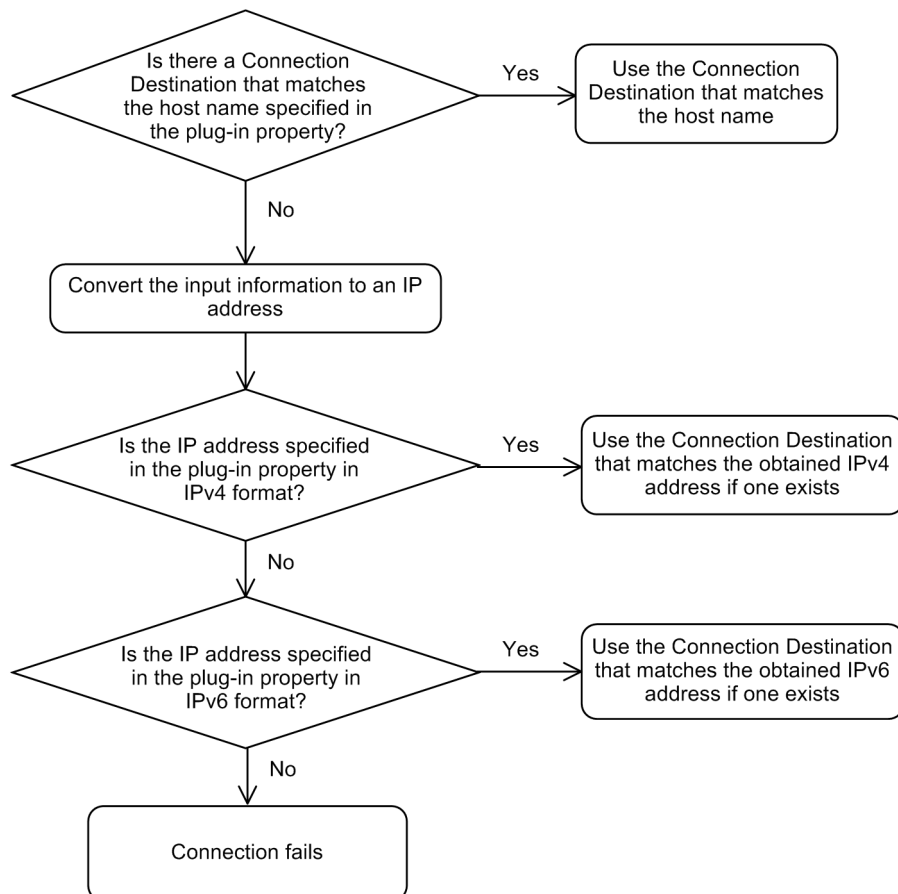 Is there a Connection
Destination that matches
the host name specified in
the plug-in property?
Yes
Use the Connection
Destination that matches
the host name
No
Convert the input information to an IP
address
Is the IP address specified
in the plug-in property in
IPv4 format?
Yes
Use the Connection Destination
that matches the obtained IPv4
address if one exists
No
Is the IP address specified
in the plug-in property in
IPv6 format?
Yes
Use the Connection Destination
that matches the obtained IPv6
address if one exists
No
Connection fails